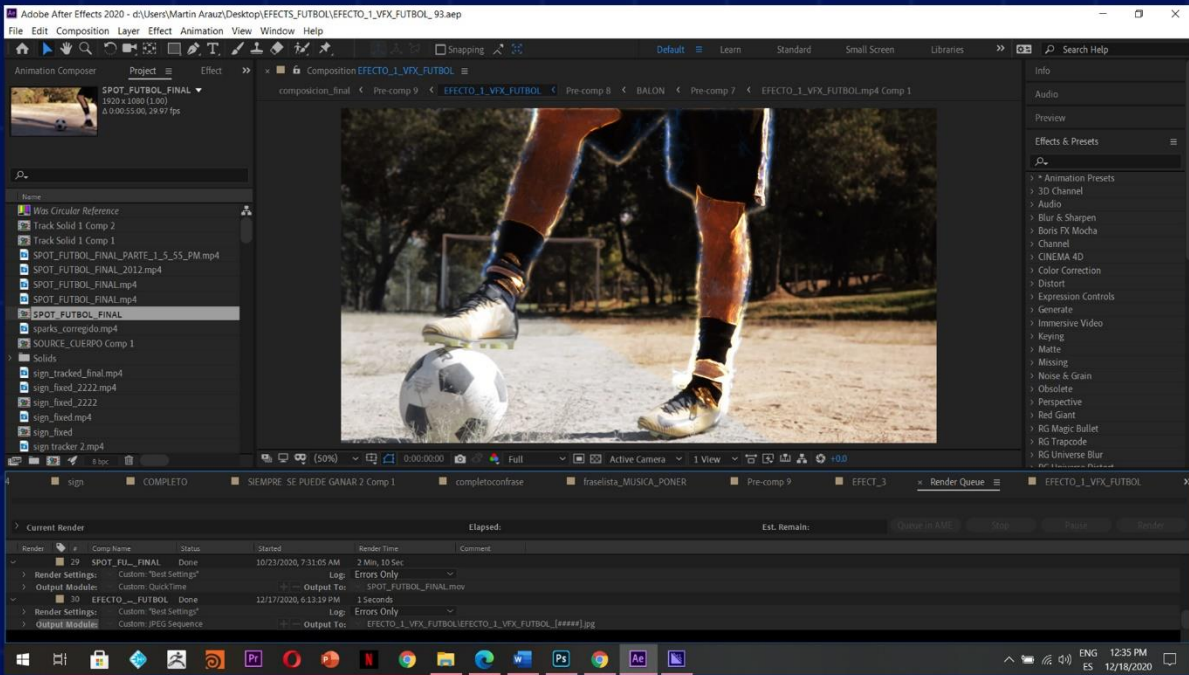 Adobe After Effects 2020 - d:\Users\Martin Arauz\Desktop\EFECTS_FUTBOL\EFECTO_1_VFX_FUTBOL_ 93.aep
File Edit Composition Layer Effect Animation View Window Help
Snapping Default Learn Standard Small Screen Libraries Search Help
Animation Composer Project Effect Composition EFECTO_1_VFX_FUTBOL Info
composicion_final Pre-comp 9 EFECTO_1_VFX_FUTBOL Pre-comp 8 BALON Pre-comp 7 EFECTO_1_VFX_FUTBOL.mp4 Comp 1
SPOT_FUTBOL_FINAL
1920 x 1080 (1.00)
Δ 0:00:55:00, 29.97 fps
Name
Was Circular Reference
Track Solid 1 Comp 2
Track Solid 1 Comp 1
SPOT_FUTBOL_FINAL_PARTE_1_5_55_PM.mp4
SPOT_FUTBOL_FINAL_2012.mp4
SPOT_FUTBOL_FINAL.mp4
SPOT_FUTBOL_FINAL.mp4
SPOT_FUTBOL_FINAL
sparks_corregido.mp4
SOURCE_CUERPO Comp 1
Solids
sign_tracked_final.mp4
sign_fixed_2222.mp4
sign_fixed_2222
sign_fixed.mp4
sign_fixed
sign tracker 2.mp4
8 bpc
Audio
Preview
Effects & Presets
* Animation Presets
3D Channel
Audio
Blur & Sharpen
Boris FX Mocha
Channel
CINEMA 4D
Color Correction
Distort
Expression Controls
Generate
Immersive Video
Keying
Matte
Missing
Noise & Grain
Obsolete
Perspective
Red Giant
RG Magic Bullet
RG Trapcode
RG Universe Blur
RG Universe Distort
(50%) 0:00:00:00 Full Active Camera 1 View +0.0
4 sign COMPLETO SIEMPRE SE PUEDE GANAR 2 Comp 1 completoconfrase fraselista_MUSICA_PONER Pre-comp 9 EFECT_3 Render Queue EFECTO_1_VFX_FUTBOL
Current Render Elapsed: Est. Remain: Queue in AME Stop Pause Render
Render # Comp Name Status Started Render Time Comment
29 SPOT_FU..._FINAL Done 10/23/2020, 7:31:05 AM 2 Min, 10 Sec
Render Settings: Custom: "Best Settings" Log: Errors Only
Output Module: Custom: QuickTime Output To: SPOT_FUTBOL_FINAL.mov
30 EFECTO_..._FUTBOL Done 12/17/2020, 6:13:19 PM 1 Seconds
Render Settings: Custom: "Best Settings" Log: Errors Only
Output Module: Custom: JPEG Sequence Output To: EFECTO_1_VFX_FUTBOL\EFECTO_1_VFX_FUTBOL_[#####].jpg
Pr N W Ps Ae
ENG 12:35 PM
ES 12/18/2020